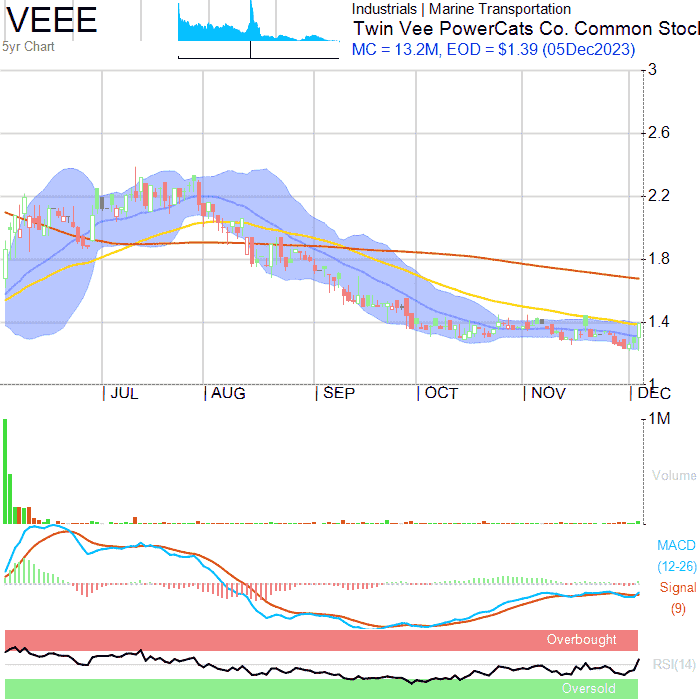 VEEE
5yr Chart
Industrials | Marine Transportation
Twin Vee PowerCats Co. Common Stoc
MC = 13.2M, EOD = $1.39 (05Dec2023)
3
2.6
2.2
1.8
1.4
1
JUL AUG SEP OCT NOV DEC
1M
Volume
MACD
(12-26)
Signal
(9)
Overbought
RSI(14)
Oversold